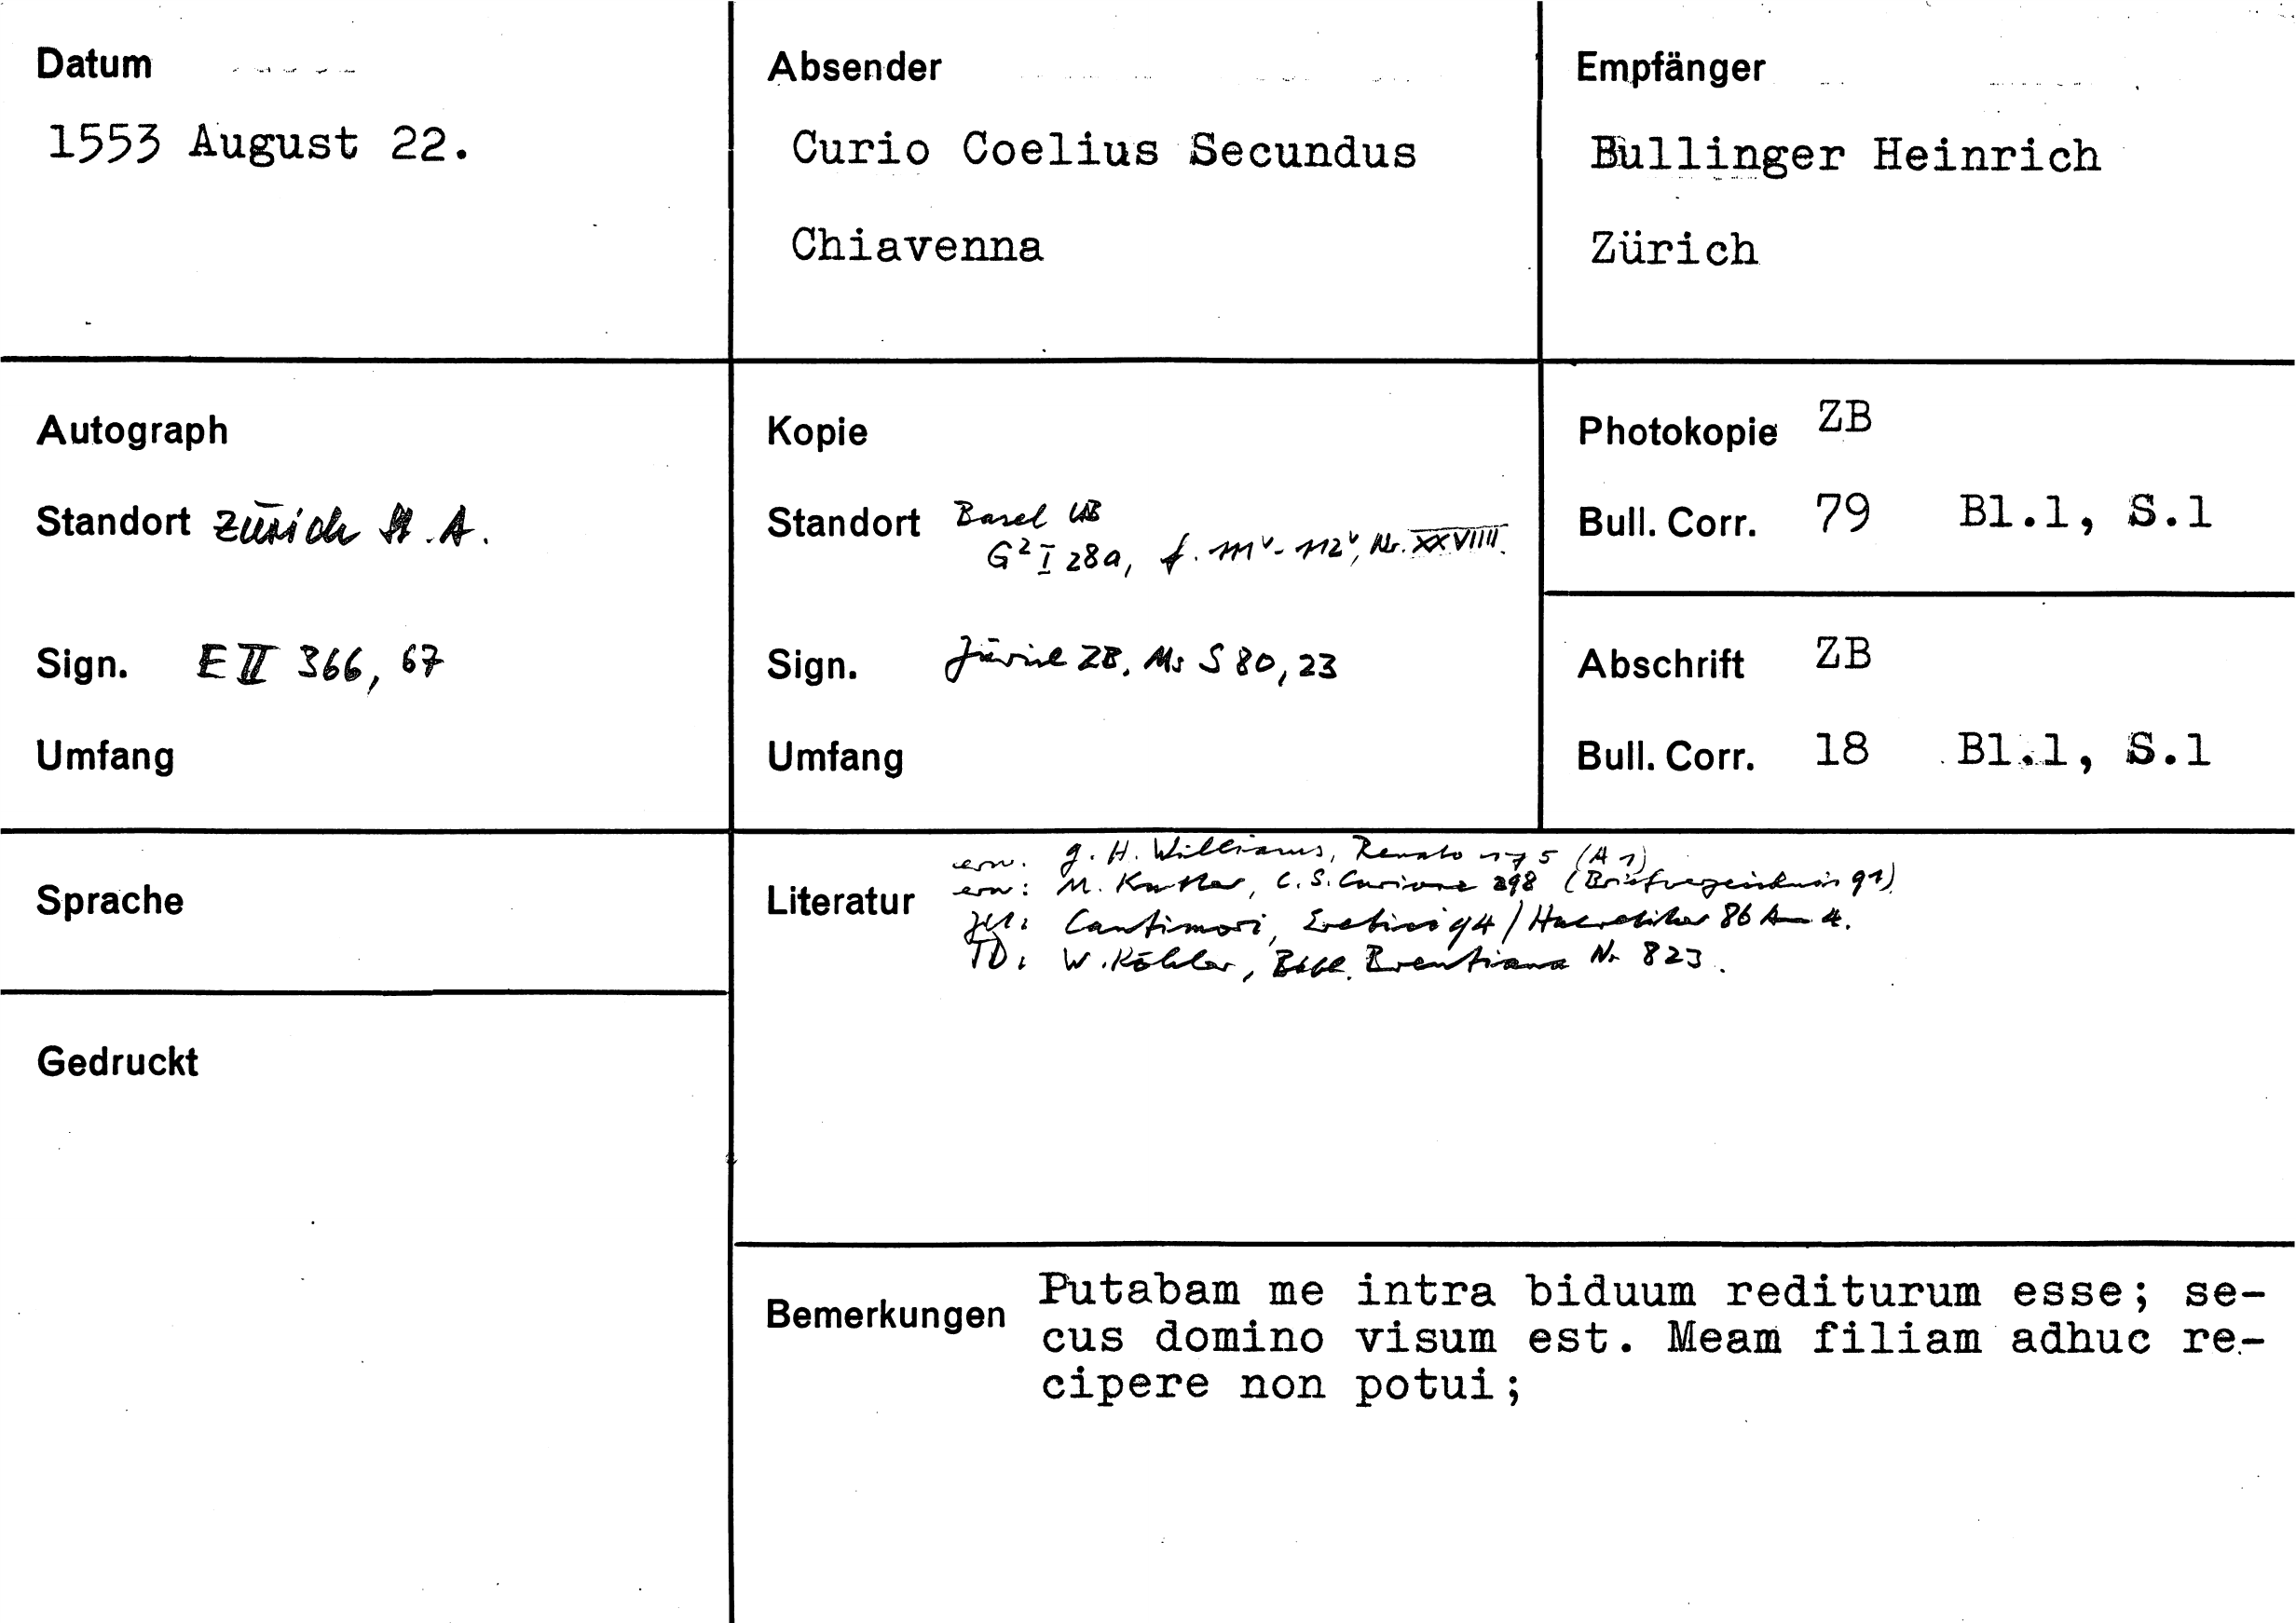 Datum
1553 August 22.
Absender
Curio Coelius Secundus
Chiavenna
Empfänger
Bullinger Heinrich
Zürich
Autograph
Standort Zürich St.A.
Sign. E II 366, 67
Umfang
Kopie
Standort Basel UB
G² I 28a, f. 111v-112v, Nr. XXVIIII.
Sign. Zürich ZB. Ms S 80, 23
Umfang
Photokopie ZB
Bull. Corr. 79 Bl.1, S.1
Abschrift ZB
Bull. Corr. 18 Bl.1, S.1
Sprache
Gedruckt
Literatur
erw. G. H. Williams, Renato 175 (A 1)
erw: M. Kutter, C. S. Curione 298 (Briefverzeichnis 91).
Cantimori, Eretici 94 / Haeretiker 86 Am 4.
TD: W. Köhler, Bibl. Brentiana Nr 823.
Bemerkungen
Putabam me intra biduum rediturum esse; se-
cus domino visum est. Meam filiam adhuc re-
cipere non potui;